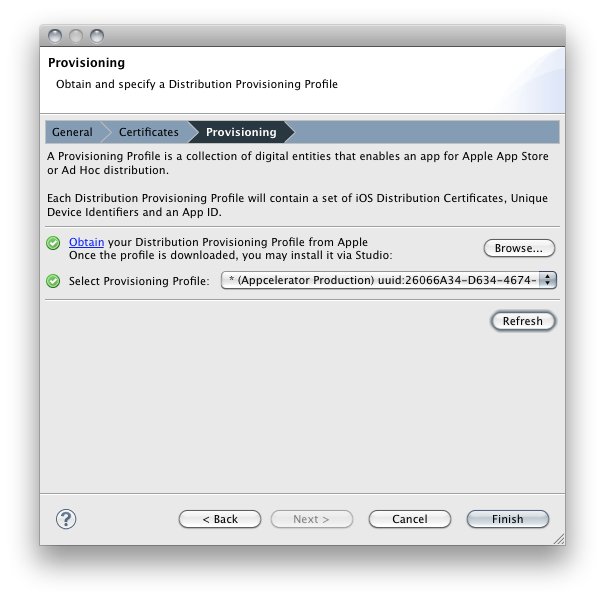 Provisioning
Obtain and specify a Distribution Provisioning Profile
General Certificates Provisioning
A Provisioning Profile is a collection of digital entities that enables an app for Apple App Store
or Ad Hoc distribution.
Each Distribution Provisioning Profile will contain a set of iOS Distribution Certificates, Unique
Device Identifiers and an App ID.
Obtain your Distribution Provisioning Profile from Apple
Once the profile is downloaded, you may install it via Studio:
Browse...
Select Provisioning Profile: * (Appcelerator Production) uuid:26066A34-D634-4674-
Refresh
? < Back Next > Cancel Finish